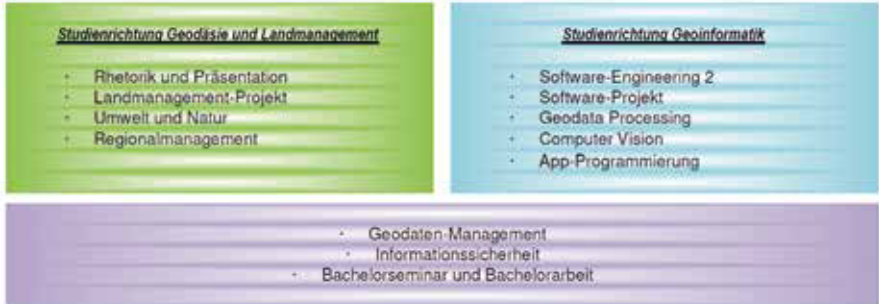 Studienrichtung Geodäsie und Landmanagement
· Rhetorik und Präsentation
· Landmanagement-Projekt
· Umwelt und Natur
· Regionalmanagement
Studienrichtung Geoinformatik
· Software-Engineering 2
· Software-Projekt
· Geodata Processing
· Computer Vision
· App-Programmierung
· Geodaten-Management
· Informationssicherheit
· Bachelorseminar und Bachelorarbeit